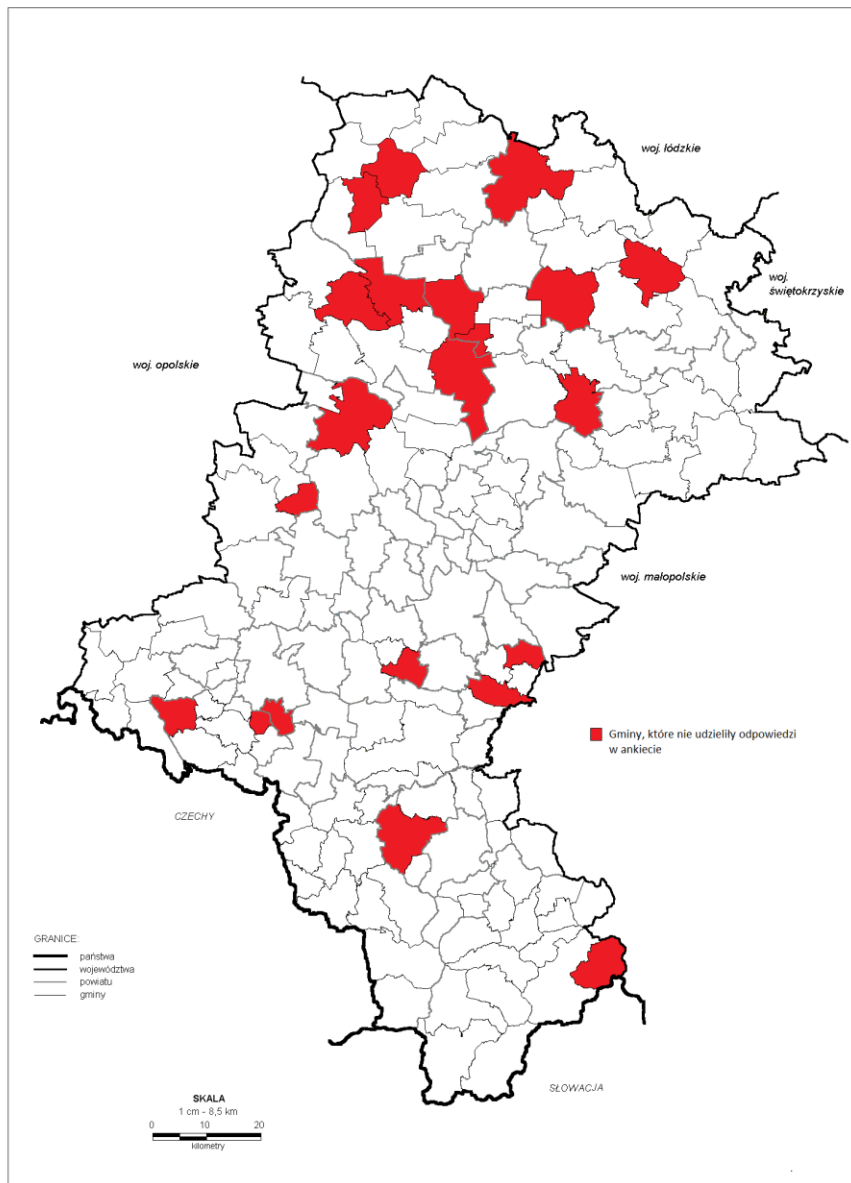 woj. łódzkie
woj.
świętokrzyskie
woj. opolskie
woj. małopolskie
Gminy, które nie udzieliły odpowiedzi
w ankiecie
CZECHY
GRANICE:
państwa
województwa
powiatu
gminy
SŁOWACJA
SKALA
1 cm - 8,5 km
0 10 20
kilometry